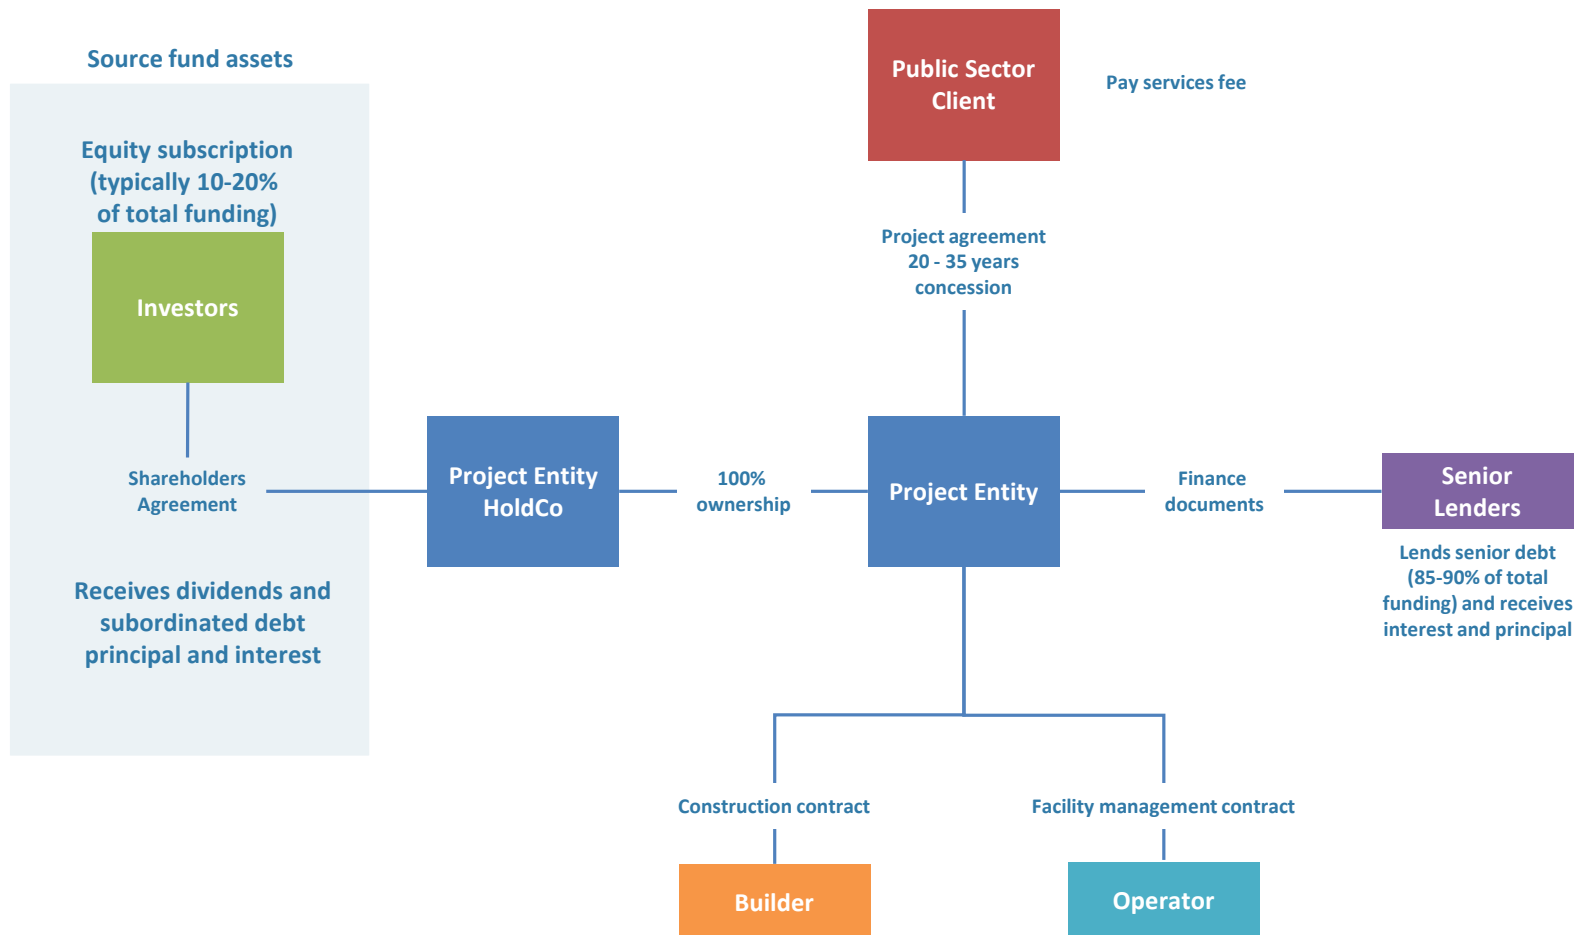 Source fund assets
Equity subscription
(typically 10-20%
of total funding)
Investors
Shareholders
Agreement
Receives dividends and
subordinated debt
principal and interest
Project Entity
HoldCo
100%
ownership
Public Sector
Client
Pay services fee
Project agreement
20 - 35 years
concession
Project Entity
Finance
documents
Senior
Lenders
Lends senior debt
(85-90% of total
funding) and receives
interest and principal
Construction contract
Builder
Facility management contract
Operator